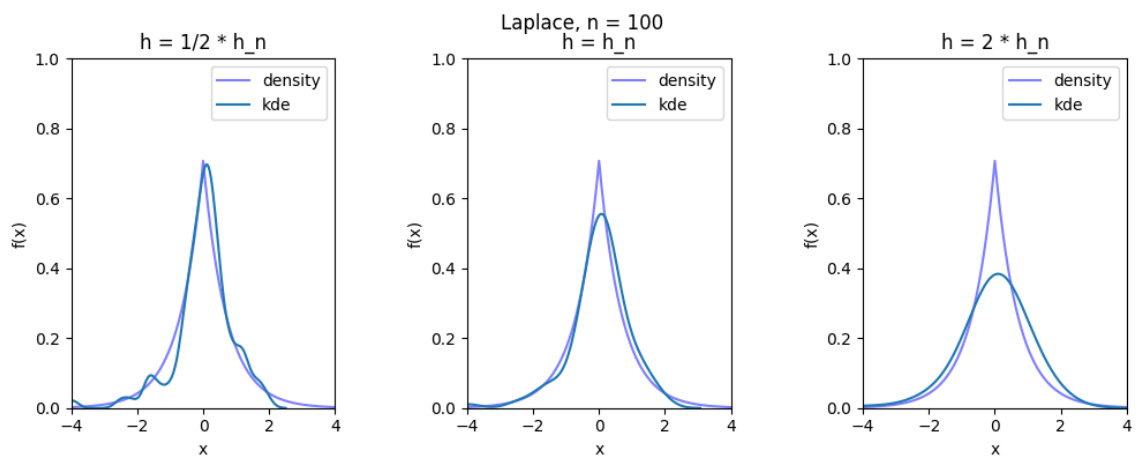 Laplace, n = 100
h = 1/2 * h_n
density
kde
1.0
0.8
0.6
0.4
0.2
0.0
f(x)
−4
−2
0
2
4
x
h = h_n
density
kde
1.0
0.8
0.6
0.4
0.2
0.0
f(x)
−4
−2
0
2
4
x
h = 2 * h_n
density
kde
1.0
0.8
0.6
0.4
0.2
0.0
f(x)
−4
−2
0
2
4
x